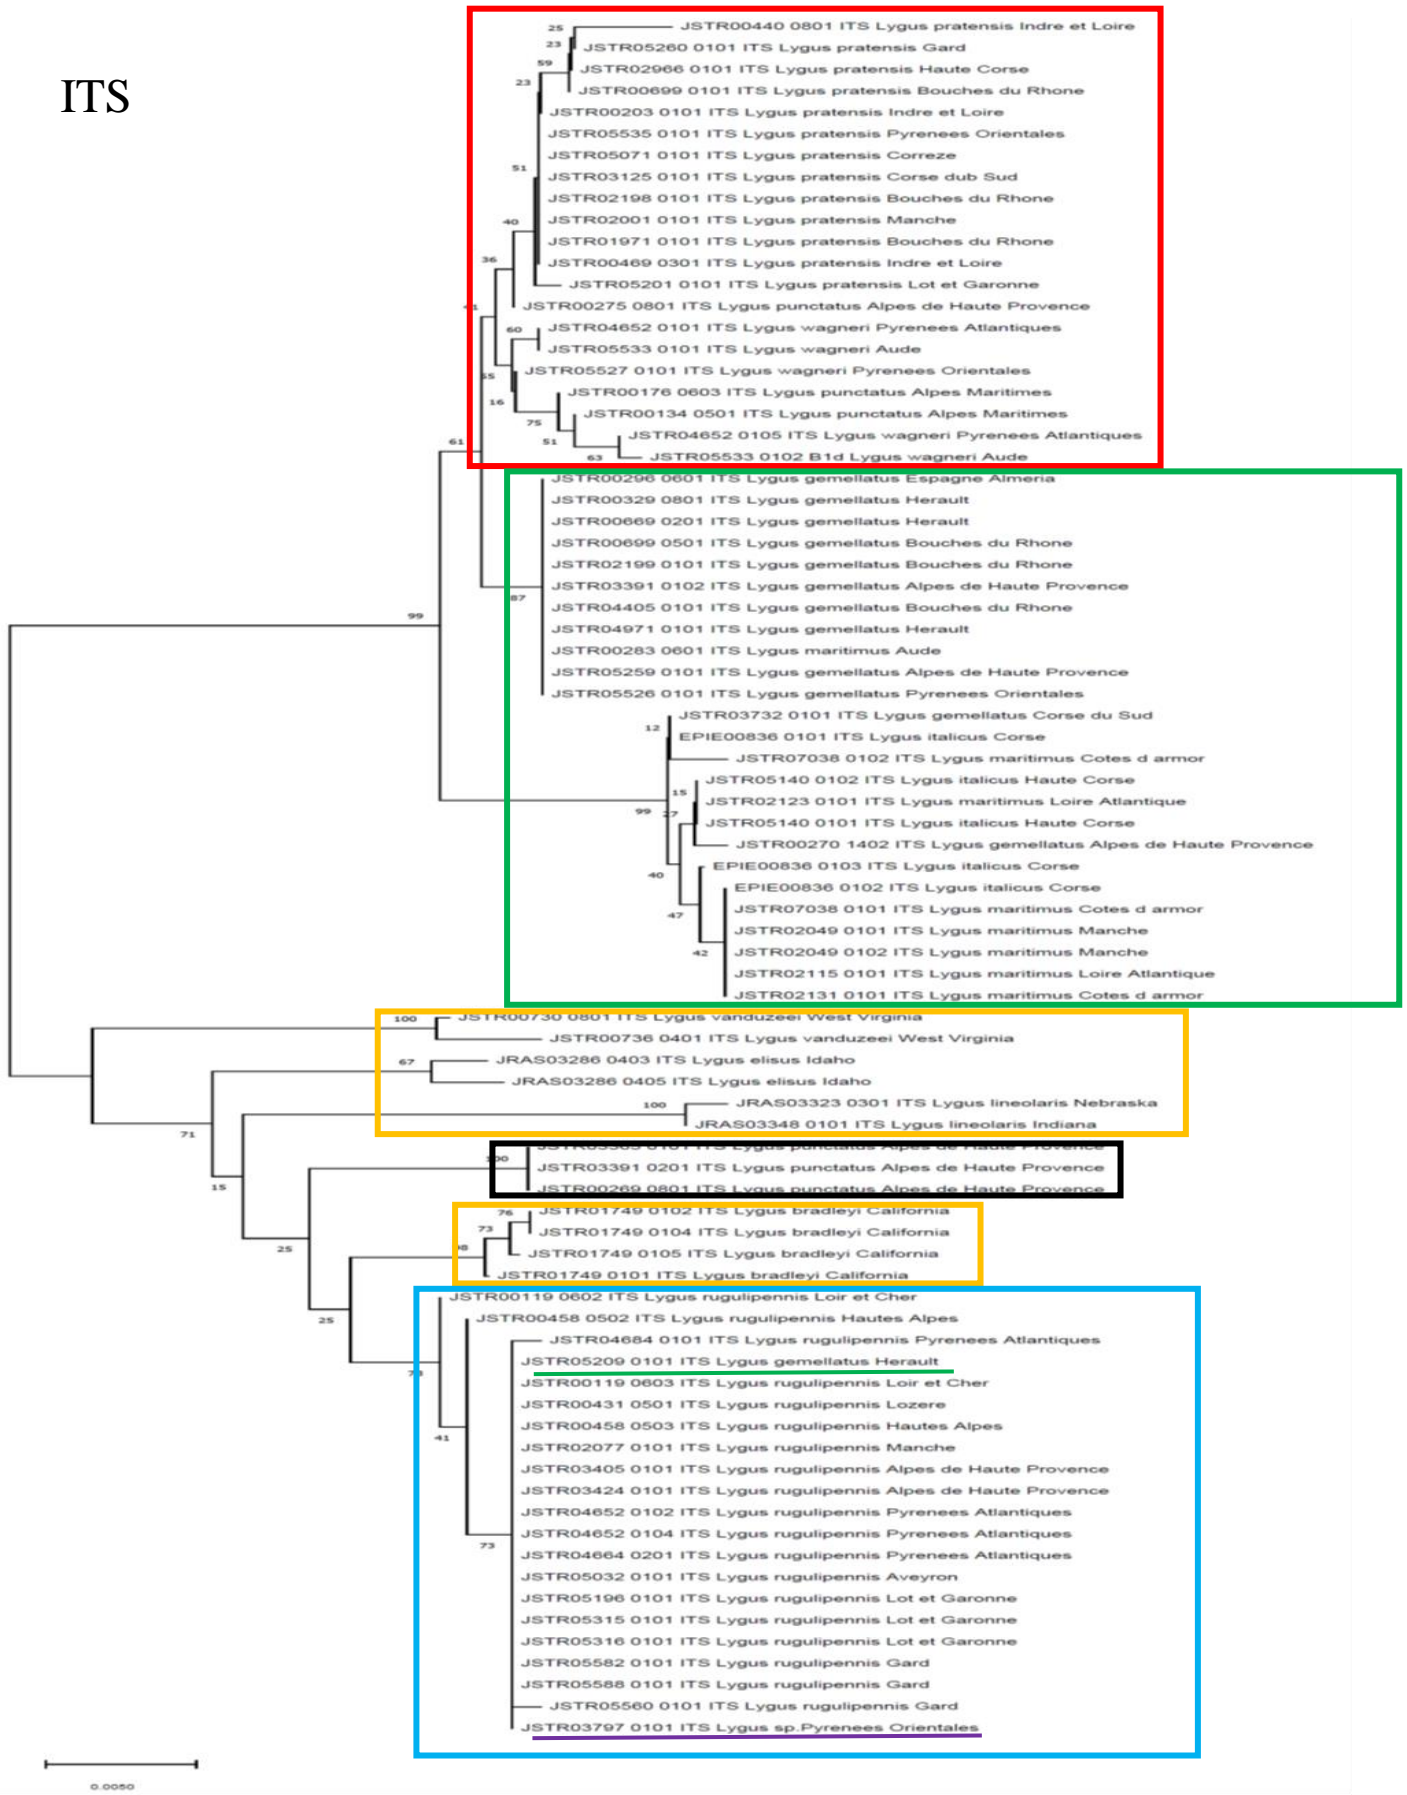 ITS
25
JSTR00440 0801 ITS Lygus pratensis Indre et Loire
23
JSTR05260 0101 ITS Lygus pratensis Gard
59
JSTR02966 0101 ITS Lygus pratensis Haute Corse
23
JSTR00699 0101 ITS Lygus pratensis Bouches du Rhone
JSTR00203 0101 ITS Lygus pratensis Indre et Loire
JSTR05535 0101 ITS Lygus pratensis Pyrenees Orientales
JSTR05071 0101 ITS Lygus pratensis Correze
51
JSTR03125 0101 ITS Lygus pratensis Corse dub Sud
JSTR02198 0101 ITS Lygus pratensis Bouches du Rhone
40
JSTR02001 0101 ITS Lygus pratensis Manche
JSTR01971 0101 ITS Lygus pratensis Bouches du Rhone
36
JSTR00469 0301 ITS Lygus pratensis Indre et Loire
JSTR05201 0101 ITS Lygus pratensis Lot et Garonne
JSTR00275 0801 ITS Lygus punctatus Alpes de Haute Provence
60
JSTR04652 0101 ITS Lygus wagneri Pyrenees Atlantiques
JSTR05533 0101 ITS Lygus wagneri Aude
JSTR05527 0101 ITS Lygus wagneri Pyrenees Orientales
JSTR00176 0603 ITS Lygus punctatus Alpes Maritimes
16
JSTR00134 0501 ITS Lygus punctatus Alpes Maritimes
75
JSTR04652 0105 ITS Lygus wagneri Pyrenees Atlantiques
51
61
JSTR05533 0102 B1d Lygus wagneri Aude
63
JSTR00296 0601 ITS Lygus gemellatus Espagne Almeria
JSTR00329 0801 ITS Lygus gemellatus Herault
JSTR00669 0201 ITS Lygus gemellatus Herault
JSTR00699 0501 ITS Lygus gemellatus Bouches du Rhone
JSTR02199 0101 ITS Lygus gemellatus Bouches du Rhone
JSTR03391 0102 ITS Lygus gemellatus Alpes de Haute Provence
87
JSTR04405 0101 ITS Lygus gemellatus Bouches du Rhone
99
JSTR04971 0101 ITS Lygus gemellatus Herault
JSTR00283 0601 ITS Lygus maritimus Aude
JSTR05259 0101 ITS Lygus gemellatus Alpes de Haute Provence
JSTR05526 0101 ITS Lygus gemellatus Pyrenees Orientales
JSTR03732 0101 ITS Lygus gemellatus Corse du Sud
12
EPIE00836 0101 ITS Lygus italicus Corse
JSTR07038 0102 ITS Lygus maritimus Cotes d armor
JSTR05140 0102 ITS Lygus italicus Haute Corse
15
JSTR02123 0101 ITS Lygus maritimus Loire Atlantique
99
27
JSTR05140 0101 ITS Lygus italicus Haute Corse
JSTR00270 1402 ITS Lygus gemellatus Alpes de Haute Provence
EPIE00836 0103 ITS Lygus italicus Corse
40
EPIE00836 0102 ITS Lygus italicus Corse
JSTR07038 0101 ITS Lygus maritimus Cotes d armor
47
JSTR02049 0101 ITS Lygus maritimus Manche
JSTR02049 0102 ITS Lygus maritimus Manche
42
JSTR02115 0101 ITS Lygus maritimus Loire Atlantique
JSTR02131 0101 ITS Lygus maritimus Cotes d armor
100
JSTR00730 0801 ITS Lygus vanduzeei West Virginia
JSTR00736 0401 ITS Lygus vanduzeei West Virginia
67
JRAS03286 0403 ITS Lygus elisus Idaho
JRAS03286 0405 ITS Lygus elisus Idaho
100
JRAS03323 0301 ITS Lygus lineolaris Nebraska
JRAS03348 0101 ITS Lygus lineolaris Indiana
71
0101 ITS Lygus punctatus Alpes de Haute Provence
100
JSTR03391 0201 ITS Lygus punctatus Alpes de Haute Provence
15
JSTR00269 0801 ITS Lygus punctatus Alpes de Haute Provence
76
JSTR01749 0102 ITS Lygus bradleyi California
73
JSTR01749 0104 ITS Lygus bradleyi California
25
JSTR01749 0105 ITS Lygus bradleyi California
JSTR01749 0101 ITS Lygus bradleyi California
JSTR00119 0602 ITS Lygus rugulipennis Loir et Cher
25
JSTR00458 0502 ITS Lygus rugulipennis Hautes Alpes
JSTR04684 0101 ITS Lygus rugulipennis Pyrenees Atlantiques
JSTR05209 0101 ITS Lygus gemellatus Herault
JSTR00119 0603 ITS Lygus rugulipennis Loir et Cher
JSTR00431 0501 ITS Lygus rugulipennis Lozere
JSTR00458 0503 ITS Lygus rugulipennis Hautes Alpes
41
JSTR02077 0101 ITS Lygus rugulipennis Manche
JSTR03405 0101 ITS Lygus rugulipennis Alpes de Haute Provence
JSTR03424 0101 ITS Lygus rugulipennis Alpes de Haute Provence
JSTR04652 0102 ITS Lygus rugulipennis Pyrenees Atlantiques
JSTR04652 0104 ITS Lygus rugulipennis Pyrenees Atlantiques
73
JSTR04664 0201 ITS Lygus rugulipennis Pyrenees Atlantiques
JSTR05032 0101 ITS Lygus rugulipennis Aveyron
JSTR05196 0101 ITS Lygus rugulipennis Lot et Garonne
JSTR05315 0101 ITS Lygus rugulipennis Lot et Garonne
JSTR05316 0101 ITS Lygus rugulipennis Lot et Garonne
JSTR05582 0101 ITS Lygus rugulipennis Gard
JSTR05588 0101 ITS Lygus rugulipennis Gard
JSTR05560 0101 ITS Lygus rugulipennis Gard
JSTR03797 0101 ITS Lygus sp.Pyrenees Orientales
0.0050